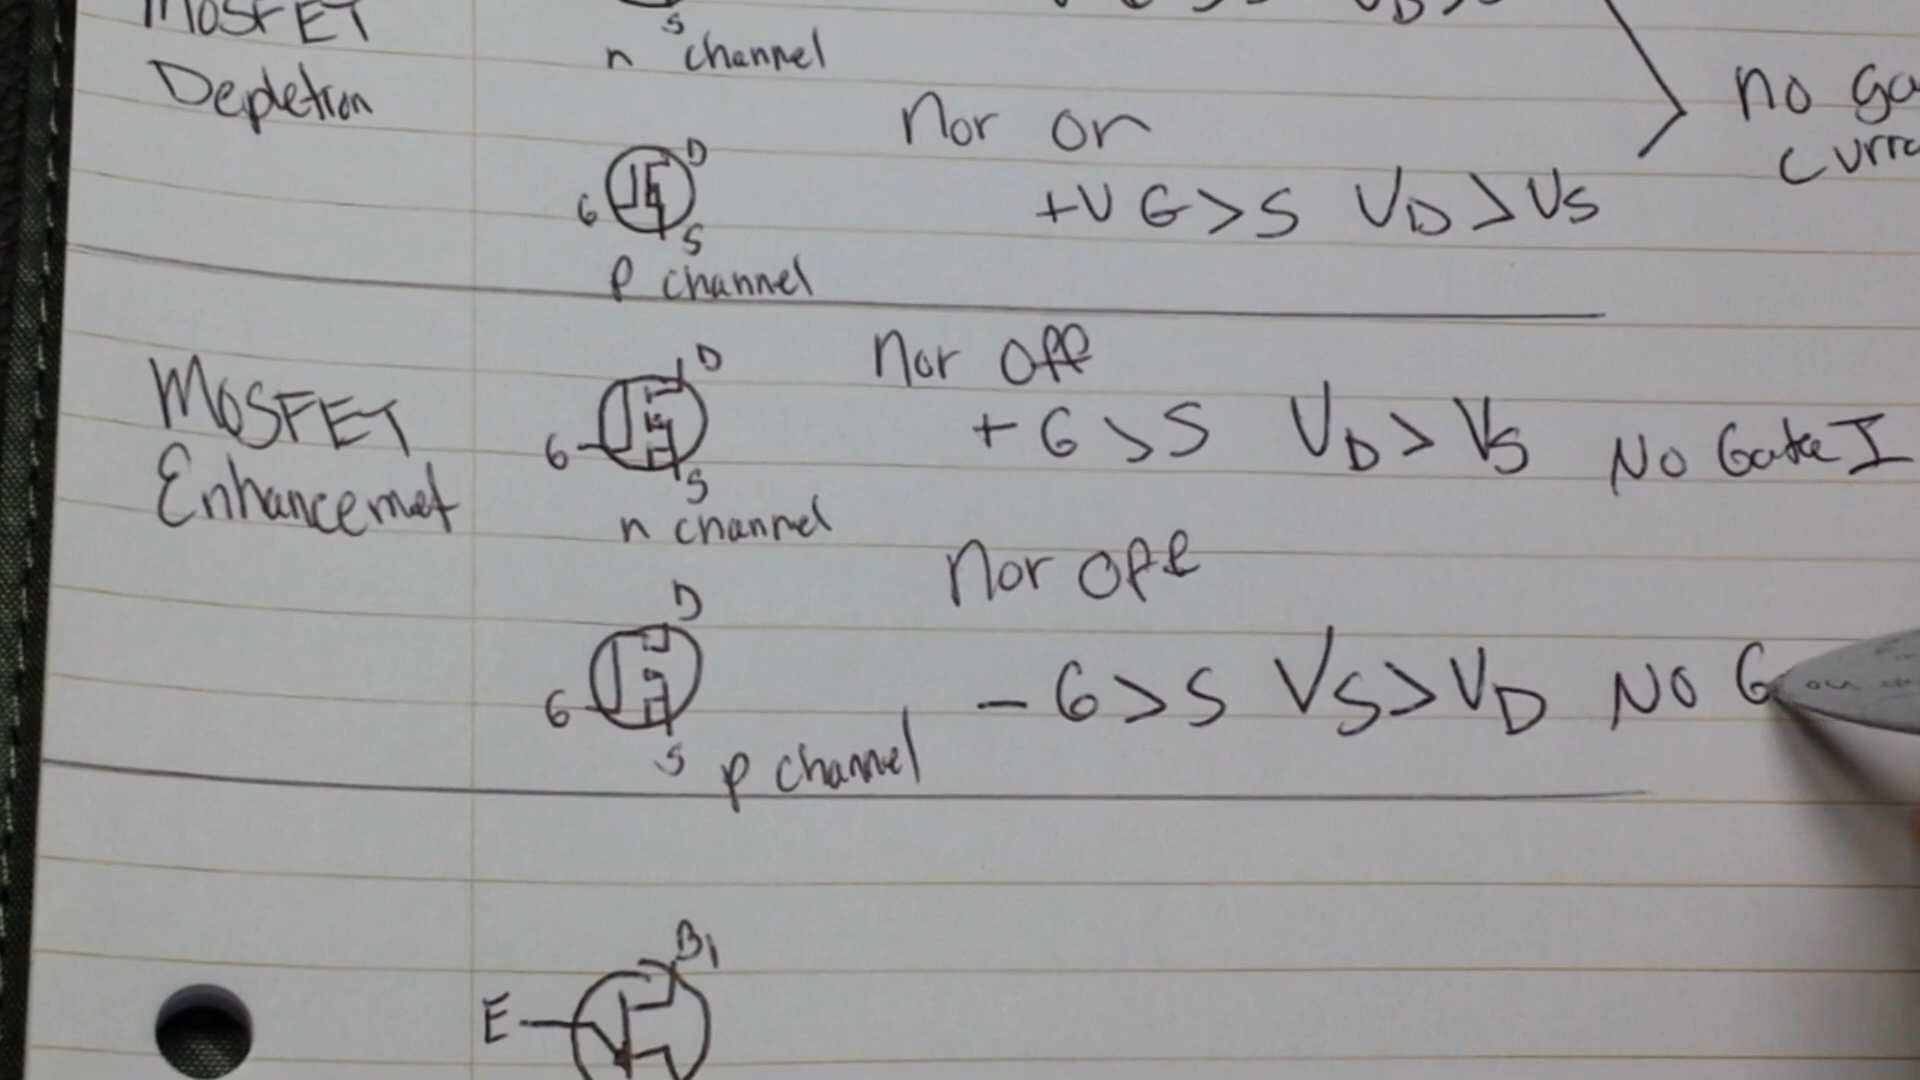 MOSFET
Depletion
S
n channel
Nor on
no ga
curre
D
G
S
+V G>S VD>VS
p channel
MOSFET
Enhancemet
Nor Off
D
G
S
+ G>S VD>VS No Gate I
n channel
Nor Off
D
G
S
- G>S VS>VD No G
p channel
B1
E